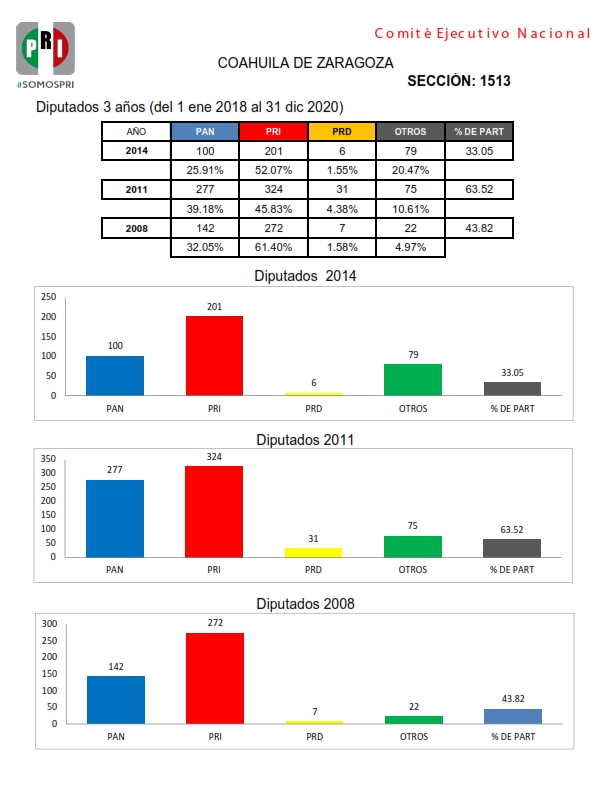 Comité Ejecutivo Nacional
PRI
#SOMOSPRI
COAHUILA DE ZARAGOZA
SECCIÓN: 1513
Diputados 3 años (del 1 ene 2018 al 31 dic 2020)
AÑO PAN PRI PRD OTROS % DE PART
2014 100 201 6 79 33.05
25.91% 52.07% 1.55% 20.47%
2011 277 324 31 75 63.52
39.18% 45.83% 4.38% 10.61%
2008 142 272 7 22 43.82
32.05% 61.40% 1.58% 4.97%
Diputados 2014
250
200
150
100
50
0
100 201 6 79 33.05
PAN PRI PRD OTROS % DE PART
Diputados 2011
350
300
250
200
150
100
50
0
277 324 31 75 63.52
PAN PRI PRD OTROS % DE PART
Diputados 2008
300
250
200
150
100
50
0
142 272 7 22 43.82
PAN PRI PRD OTROS % DE PART